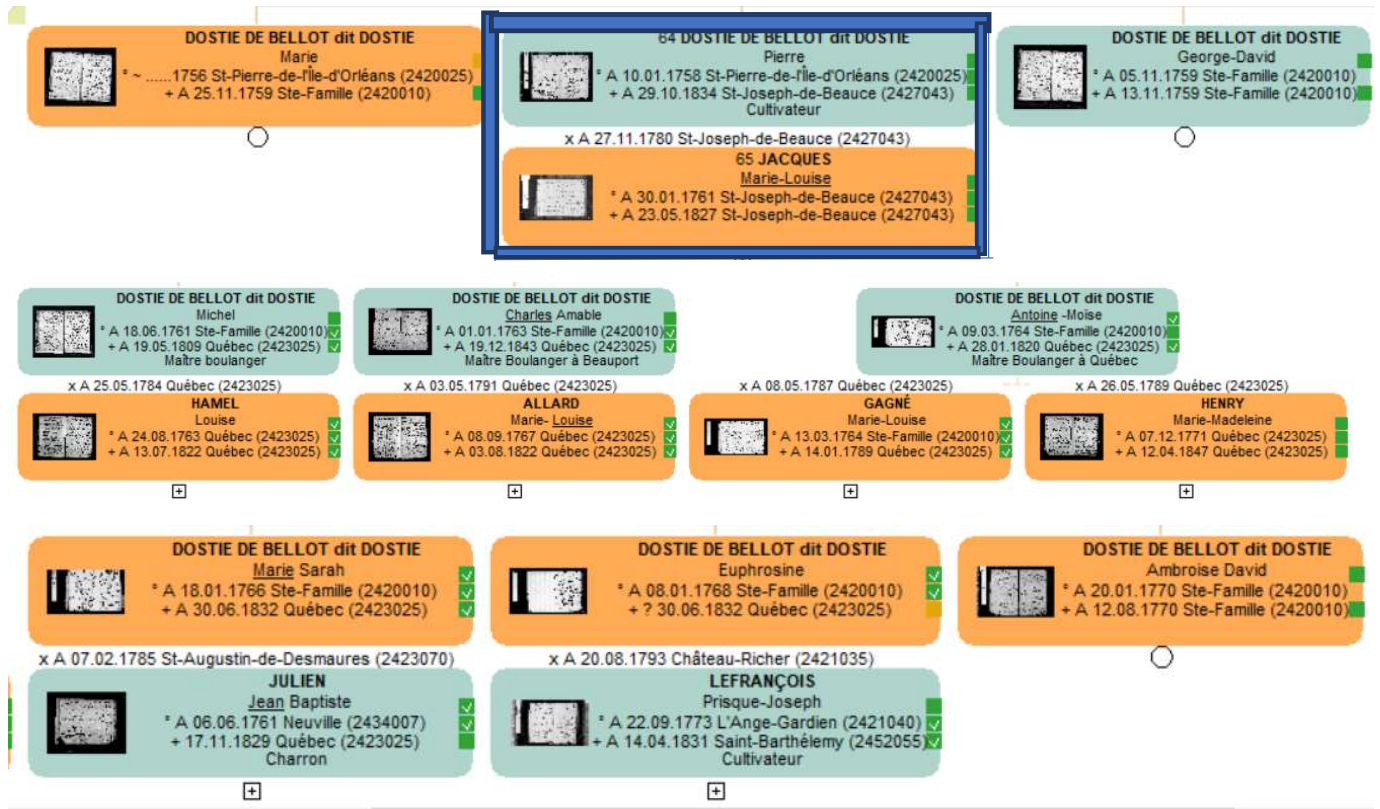 DOSTIE DE BELLOT dit DOSTIE
Marie
° ~ ......1756 St-Pierre-de-l'Île-d'Orléans (2420025)
+ A 25.11.1759 Ste-Famille (2420010)
64 DOSTIE DE BELLOT dit DOSTIE
Pierre
° A 10.01.1758 St-Pierre-de-l'Île-d'Orléans (2420025)
+ A 29.10.1834 St-Joseph-de-Beauce (2427043)
Cultivateur
x A 27.11.1780 St-Joseph-de-Beauce (2427043)
65 JACQUES
Marie-Louise
° A 30.01.1761 St-Joseph-de-Beauce (2427043)
+ A 23.05.1827 St-Joseph-de-Beauce (2427043)
DOSTIE DE BELLOT dit DOSTIE
George-David
° A 05.11.1759 Ste-Famille (2420010)
+ A 13.11.1759 Ste-Famille (2420010)
DOSTIE DE BELLOT dit DOSTIE
Michel
° A 18.06.1761 Ste-Famille (2420010)
+ A 19.05.1809 Québec (2423025)
Maître boulanger
x A 25.05.1784 Québec (2423025)
HAMEL
Louise
° A 24.08.1763 Québec (2423025)
+ A 13.07.1822 Québec (2423025)
DOSTIE DE BELLOT dit DOSTIE
Charles Amable
° A 01.01.1763 Ste-Famille (2420010)
+ A 19.12.1843 Québec (2423025)
Maître Boulanger à Beauport
x A 03.05.1791 Québec (2423025)
ALLARD
Marie- Louise
° A 08.09.1767 Québec (2423025)
+ A 03.08.1822 Québec (2423025)
DOSTIE DE BELLOT dit DOSTIE
Antoine -Moise
° A 09.03.1764 Ste-Famille (2420010)
+ A 28.01.1820 Québec (2423025)
Maître Boulanger à Québec
x A 08.05.1787 Québec (2423025)
GAGNÉ
Marie-Louise
° A 13.03.1764 Ste-Famille (2420010)
+ A 14.01.1789 Québec (2423025)
x A 26.05.1789 Québec (2423025)
HENRY
Marie-Madeleine
° A 07.12.1771 Québec (2423025)
+ A 12.04.1847 Québec (2423025)
DOSTIE DE BELLOT dit DOSTIE
Marie Sarah
° A 18.01.1766 Ste-Famille (2420010)
+ A 30.06.1832 Québec (2423025)
x A 07.02.1785 St-Augustin-de-Desmaures (2423070)
JULIEN
Jean Baptiste
° A 06.06.1761 Neuville (2434007)
+ 17.11.1829 Québec (2423025)
Charron
DOSTIE DE BELLOT dit DOSTIE
Euphrosine
° A 08.01.1768 Ste-Famille (2420010)
+ ? 30.06.1832 Québec (2423025)
x A 20.08.1793 Château-Richer (2421035)
LEFRANÇOIS
Prisque-Joseph
° A 22.09.1773 L'Ange-Gardien (2421040)
+ A 14.04.1831 Saint-Barthélemy (2452055)
Cultivateur
DOSTIE DE BELLOT dit DOSTIE
Ambroise David
° A 20.01.1770 Ste-Famille (2420010)
+ A 12.08.1770 Ste-Famille (2420010)